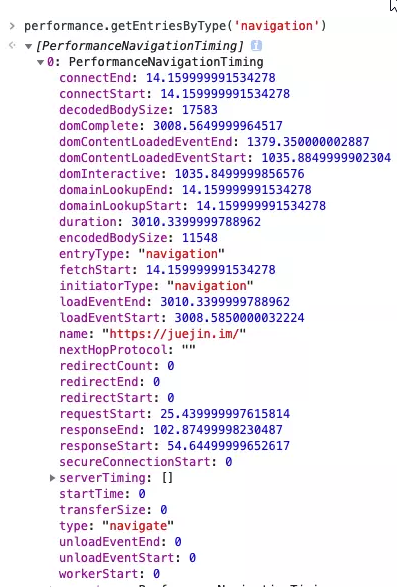 > performance.getEntriesByType('navigation')
[PerformanceNavigationTiming] i
0: PerformanceNavigationTiming
connectEnd: 14.159999991534278
connectStart: 14.159999991534278
decodedBodySize: 17583
domComplete: 3008.5649999964517
domContentLoadedEventEnd: 1379.350000002887
domContentLoadedEventStart: 1035.8849999902304
domInteractive: 1035.8499999856576
domainLookupEnd: 14.159999991534278
domainLookupStart: 14.159999991534278
duration: 3010.3399999788962
encodedBodySize: 11548
entryType: "navigation"
fetchStart: 14.159999991534278
initiatorType: "navigation"
loadEventEnd: 3010.3399999788962
loadEventStart: 3008.5850000032224
name: "https://juejin.im/"
nextHopProtocol: ""
redirectCount: 0
redirectEnd: 0
redirectStart: 0
requestStart: 25.439999997615814
responseEnd: 102.87499998230487
responseStart: 54.64499999652617
secureConnectionStart: 0
serverTiming: []
startTime: 0
transferSize: 0
type: "navigate"
unloadEventEnd: 0
unloadEventStart: 0
workerStart: 0